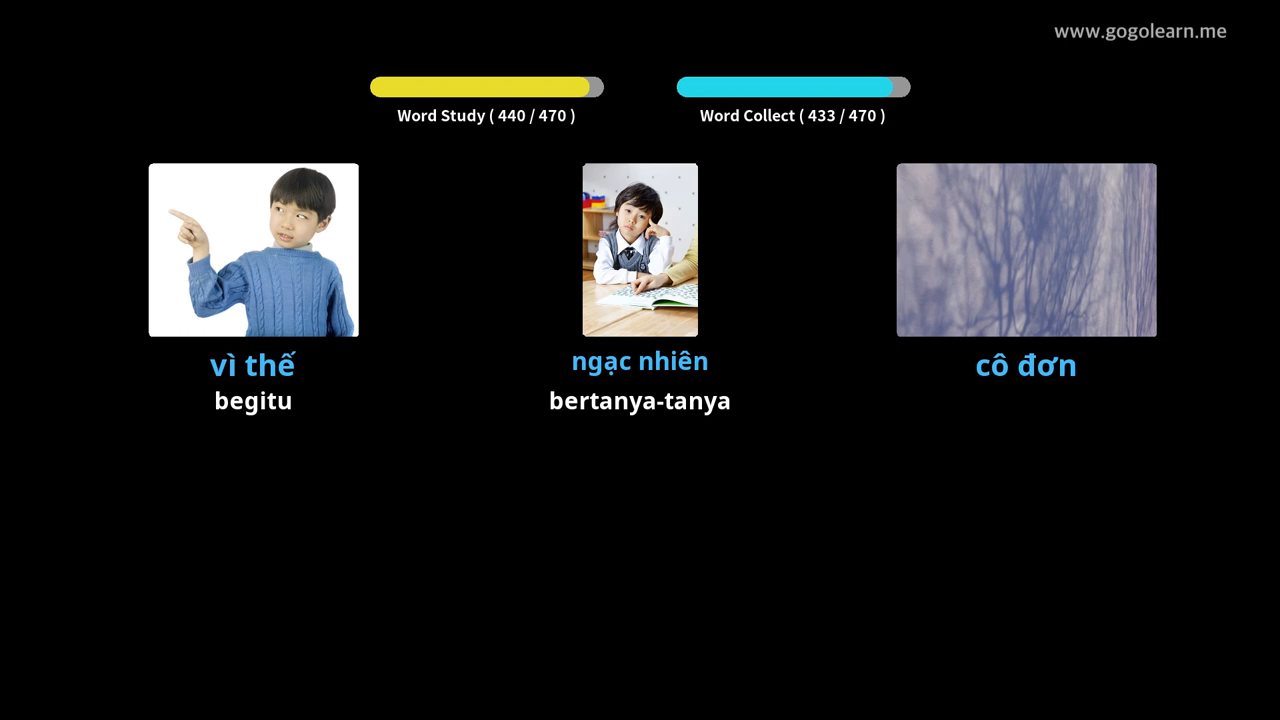 www.gogolearn.me
Word Study ( 440 / 470 )
Word Collect ( 433 / 470 )
vì thế
begitu
ngạc nhiên
bertanya-tanya
cô đơn